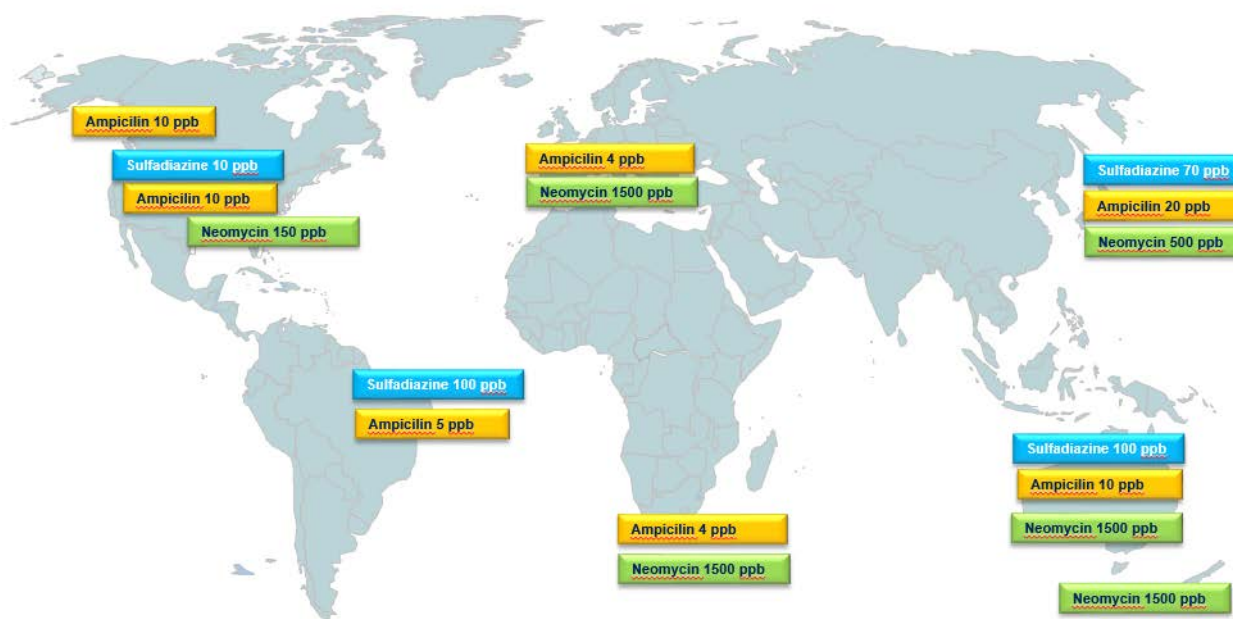 Ampicilin 10 ppb
Sulfadiazine 10 ppb
Ampicilin 10 ppb
Neomycin 150 ppb
Ampicilin 4 ppb
Neomycin 1500 ppb
Sulfadiazine 70 ppb
Ampicilin 20 ppb
Neomycin 500 ppb
Sulfadiazine 100 ppb
Ampicilin 5 ppb
Ampicilin 4 ppb
Neomycin 1500 ppb
Sulfadiazine 100 ppb
Ampicilin 10 ppb
Neomycin 1500 ppb
Neomycin 1500 ppb